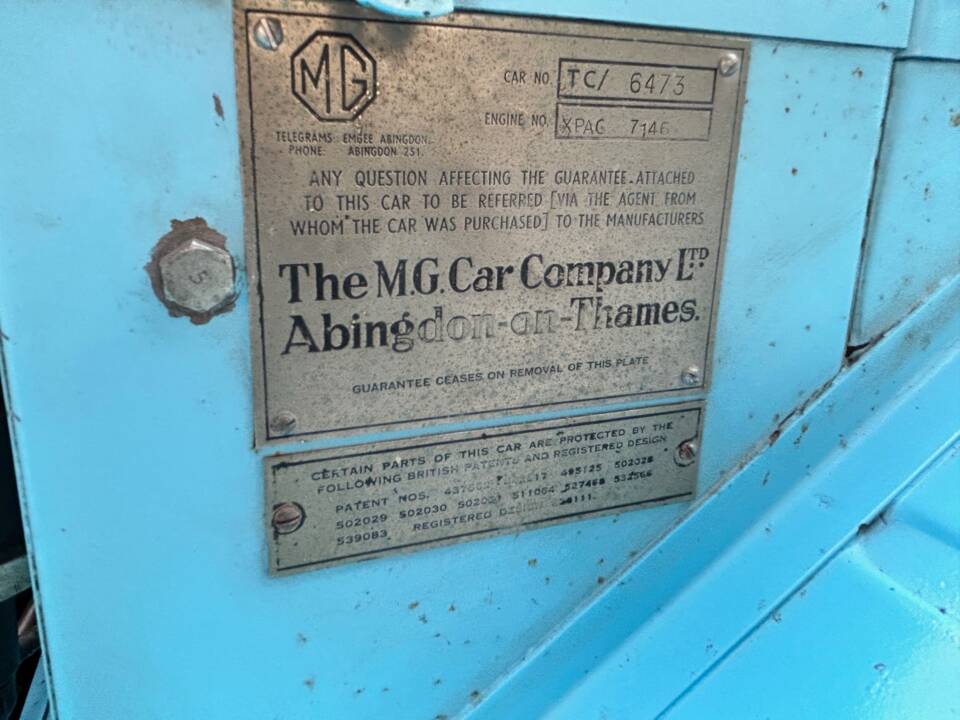 MG
CAR NO. TC/ 6473
ENGINE NO. XPAG 7146
TELEGRAMS: EMGEE ABINGDON.
PHONE: ABINGDON 251.
ANY QUESTION AFFECTING THE GUARANTEE ATTACHED
TO THIS CAR TO BE REFERRED [VIA THE AGENT FROM
WHOM THE CAR WAS PURCHASED] TO THE MANUFACTURERS
The M.G. Car Company LTD.
Abingdon-on-Thames.
GUARANTEE CEASES ON REMOVAL OF THIS PLATE
5
CERTAIN PARTS OF THIS CAR ARE PROTECTED BY THE
FOLLOWING BRITISH PATENTS AND REGISTERED DESIGN
PATENT NOS. 495125 502028
502029 502030 502031 511064 527468 532566
539083 REGISTERED DESIGN